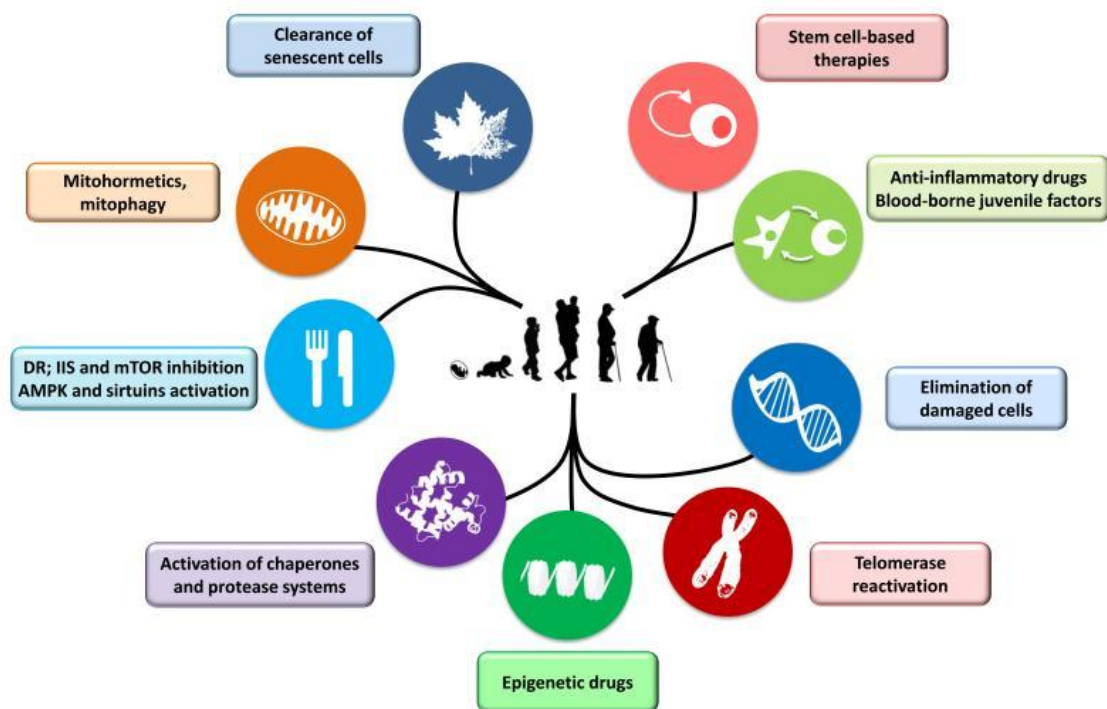 Clearance of
senescent cells
Stem cell-based
therapies
Mitohormetics,
mitophagy
Anti-inflammatory drugs
Blood-borne juvenile factors
DR; IIS and mTOR inhibition
AMPK and sirtuins activation
Elimination of
damaged cells
Activation of chaperones
and protease systems
Telomerase
reactivation
Epigenetic drugs